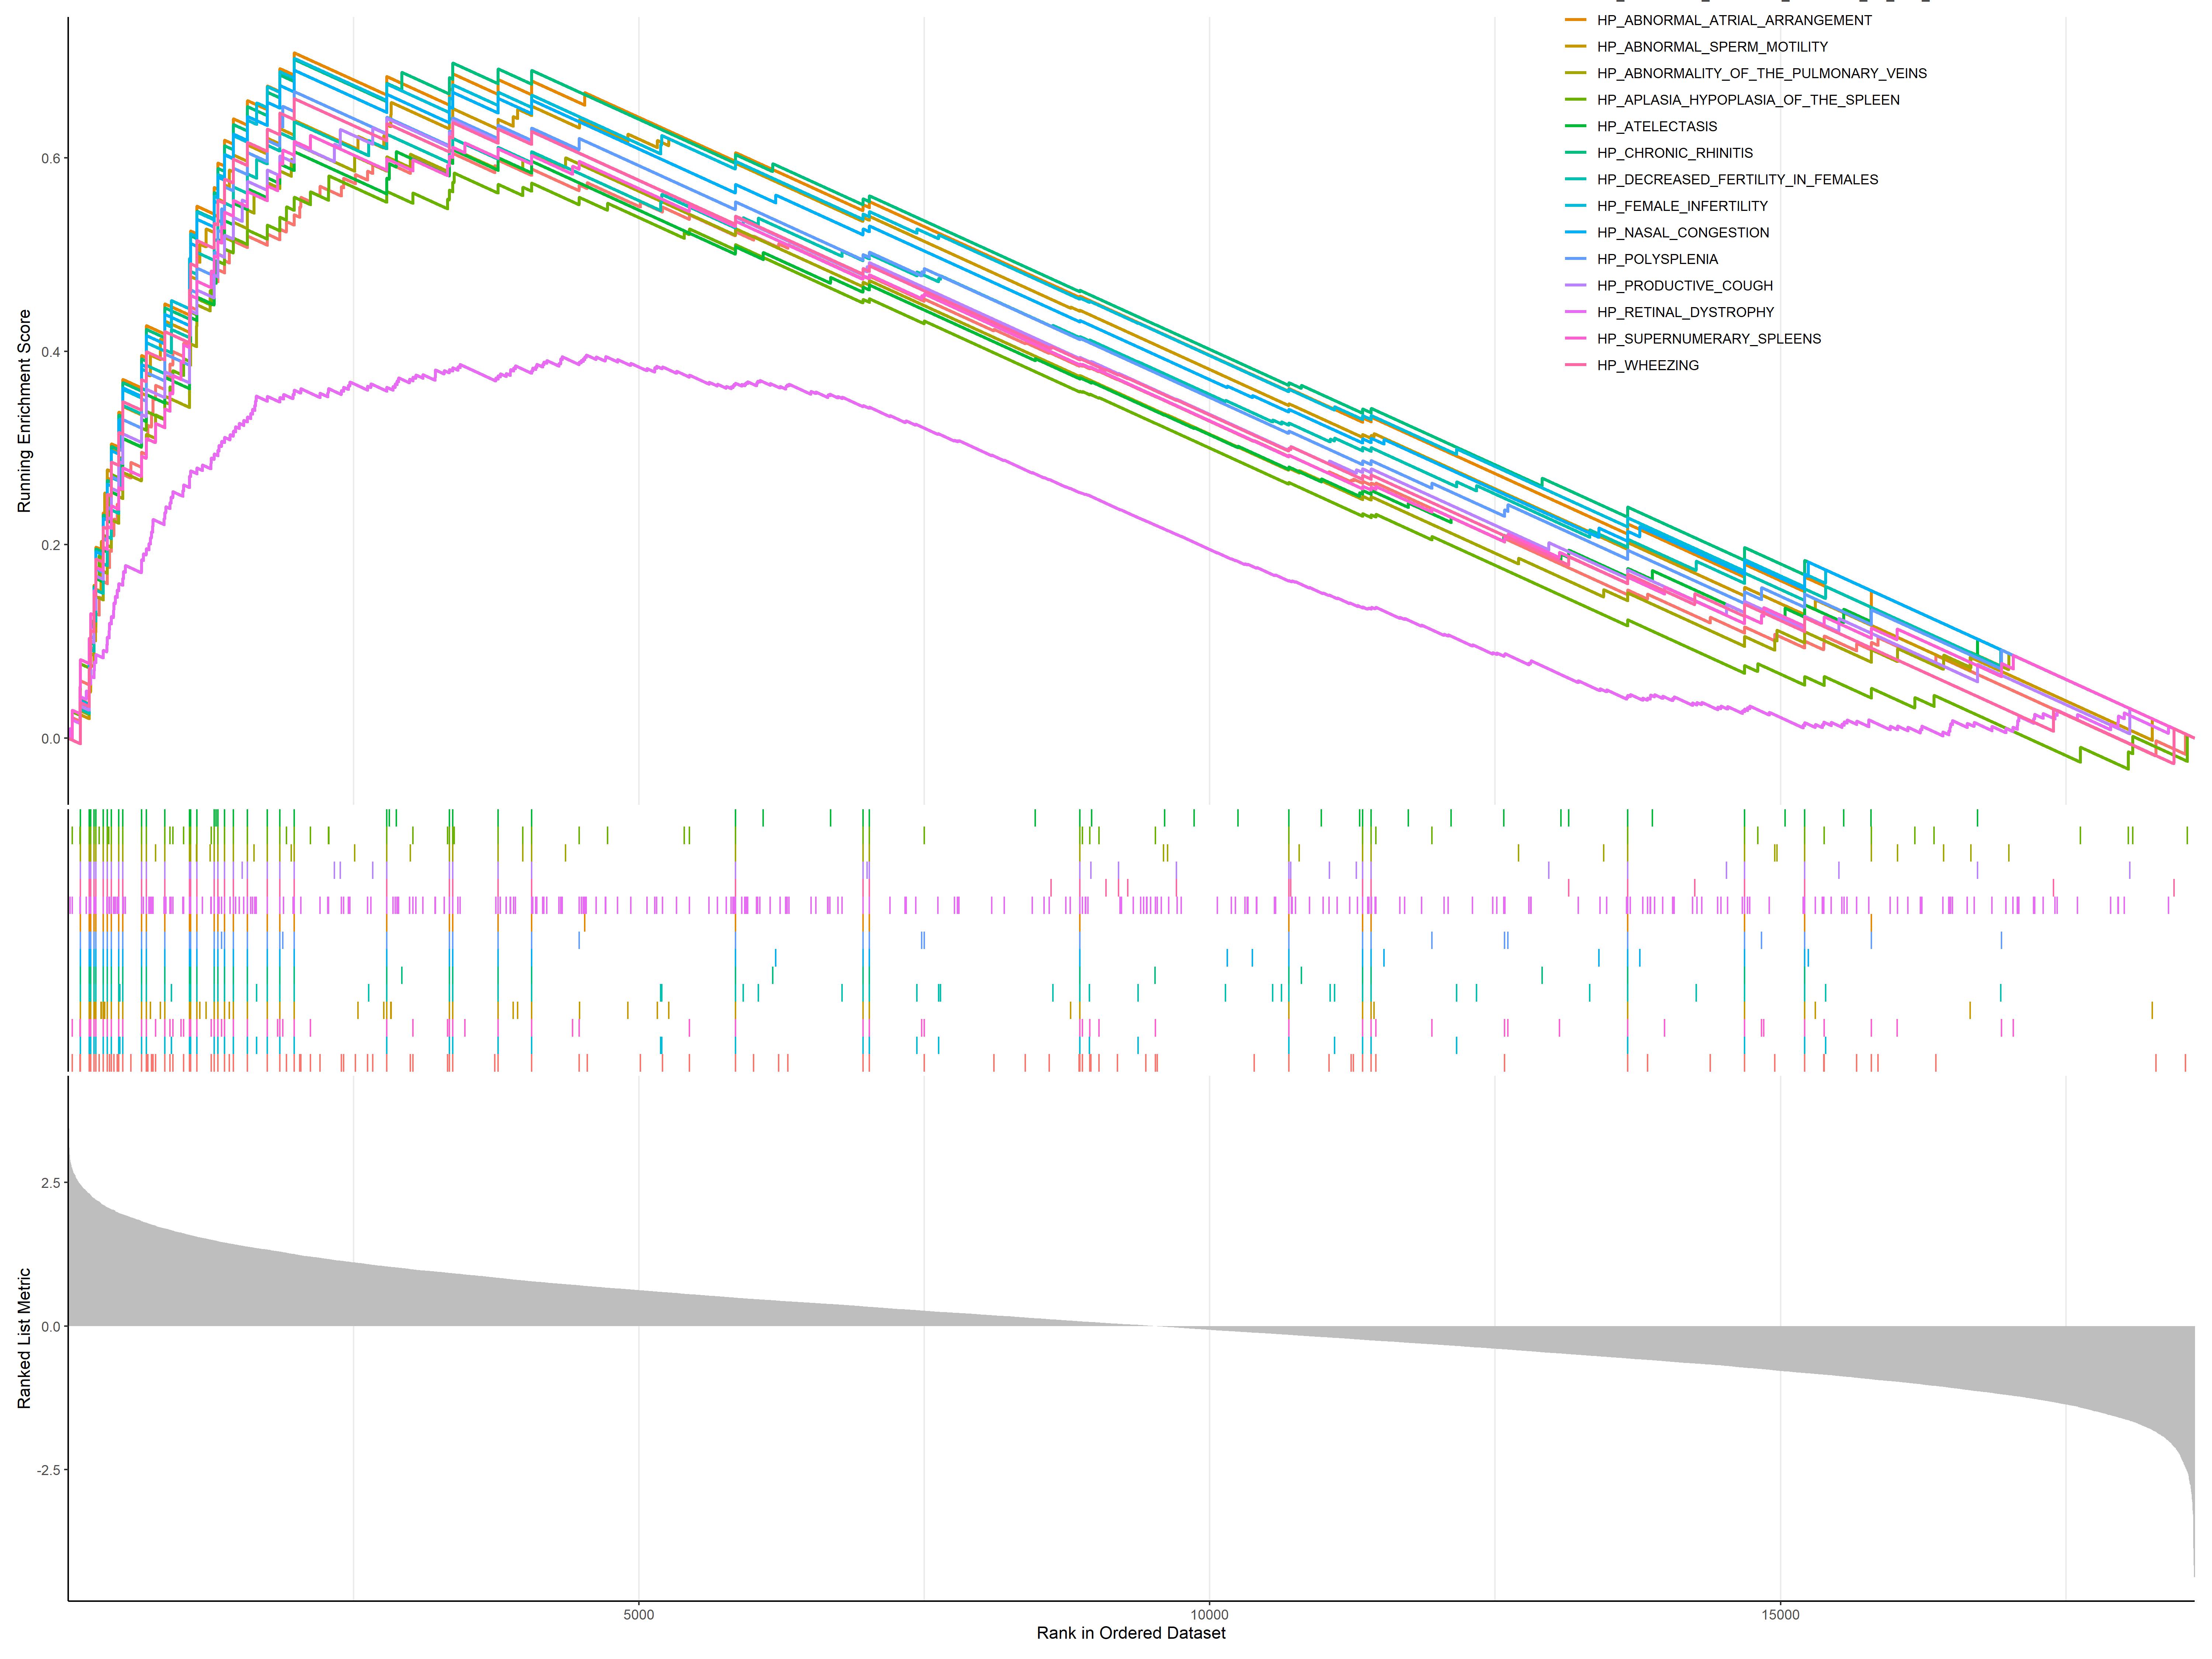 HP_ABNORMAL_ATRIAL_ARRANGEMENT
HP_ABNORMAL_SPERM_MOTILITY
HP_ABNORMALITY_OF_THE_PULMONARY_VEINS
HP_APLASIA_HYPOPLASIA_OF_THE_SPLEEN
HP_ATELECTASIS
HP_CHRONIC_RHINITIS
HP_DECREASED_FERTILITY_IN_FEMALES
HP_FEMALE_INFERTILITY
HP_NASAL_CONGESTION
HP_POLYSPLENIA
HP_PRODUCTIVE_COUGH
HP_RETINAL_DYSTROPHY
HP_SUPERNUMERARY_SPLEENS
HP_WHEEZING
Running Enrichment Score
0.6
0.4
0.2
0.0
Ranked List Metric
2.5
0.0
-2.5
5000
10000
15000
Rank in Ordered Dataset